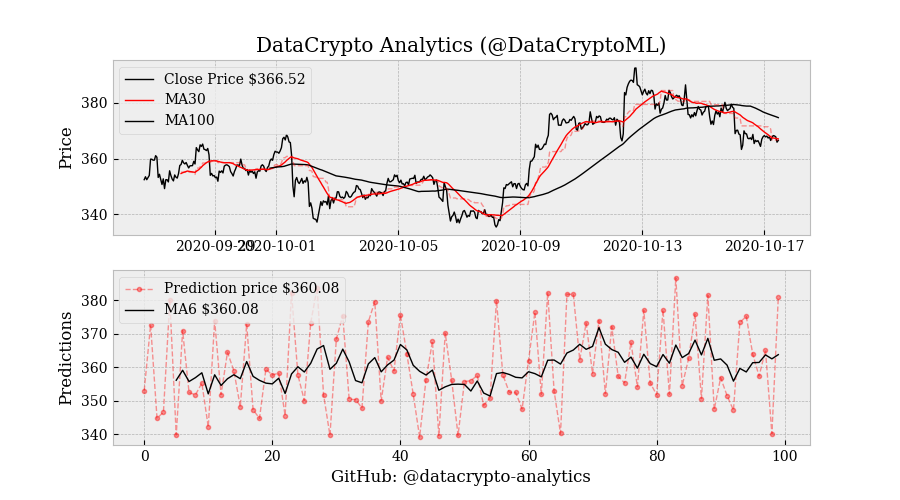 DataCrypto Analytics (@DataCryptoML)
Close Price $366.52
MA30
MA100
Price
380
360
340
2020-09-29
2020-10-01
2020-10-05
2020-10-09
2020-10-13
2020-10-17
Prediction price $360.08
MA6 $360.08
Predictions
380
370
360
350
340
0
20
40
60
80
100
GitHub: @datacrypto-analytics